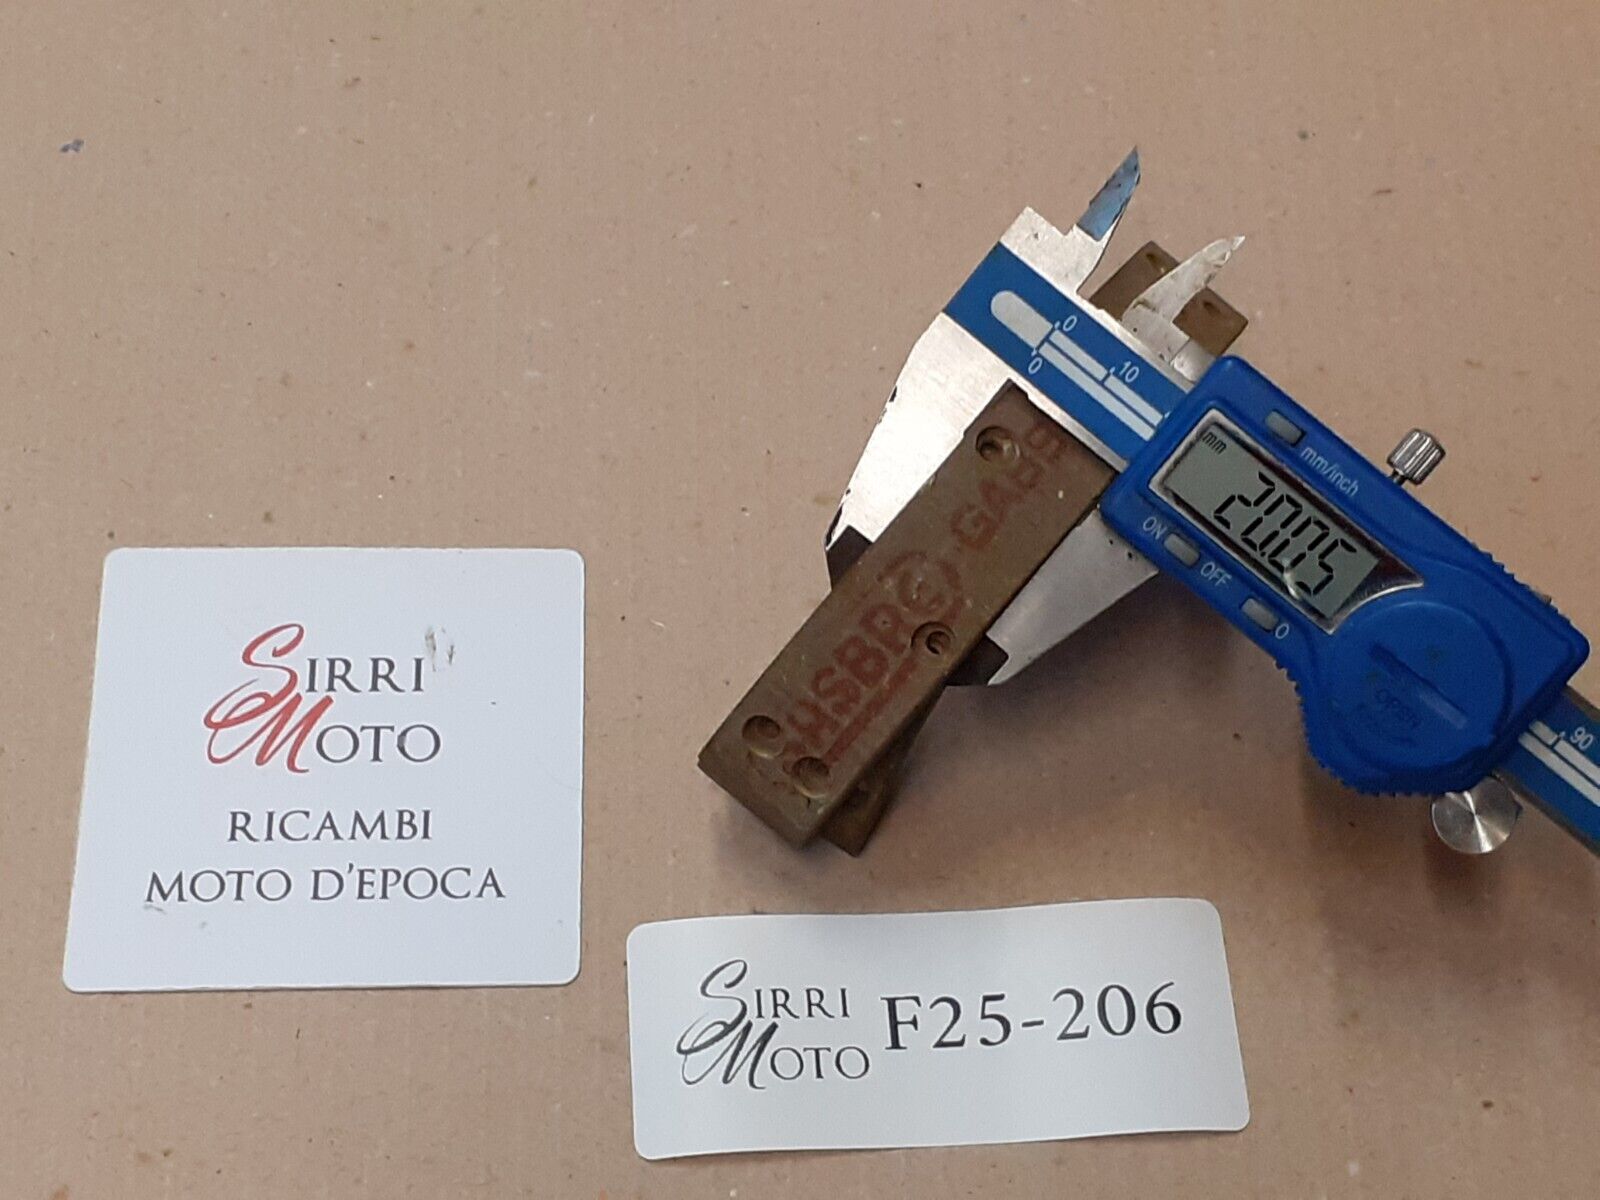 SIRRI
MOTO
RICAMBI
MOTO D'EPOCA
0
10
0
mm
20.05
mm/inch
ON
OFF
0
OPEN
90
SIRRI
MOTO
F25-206